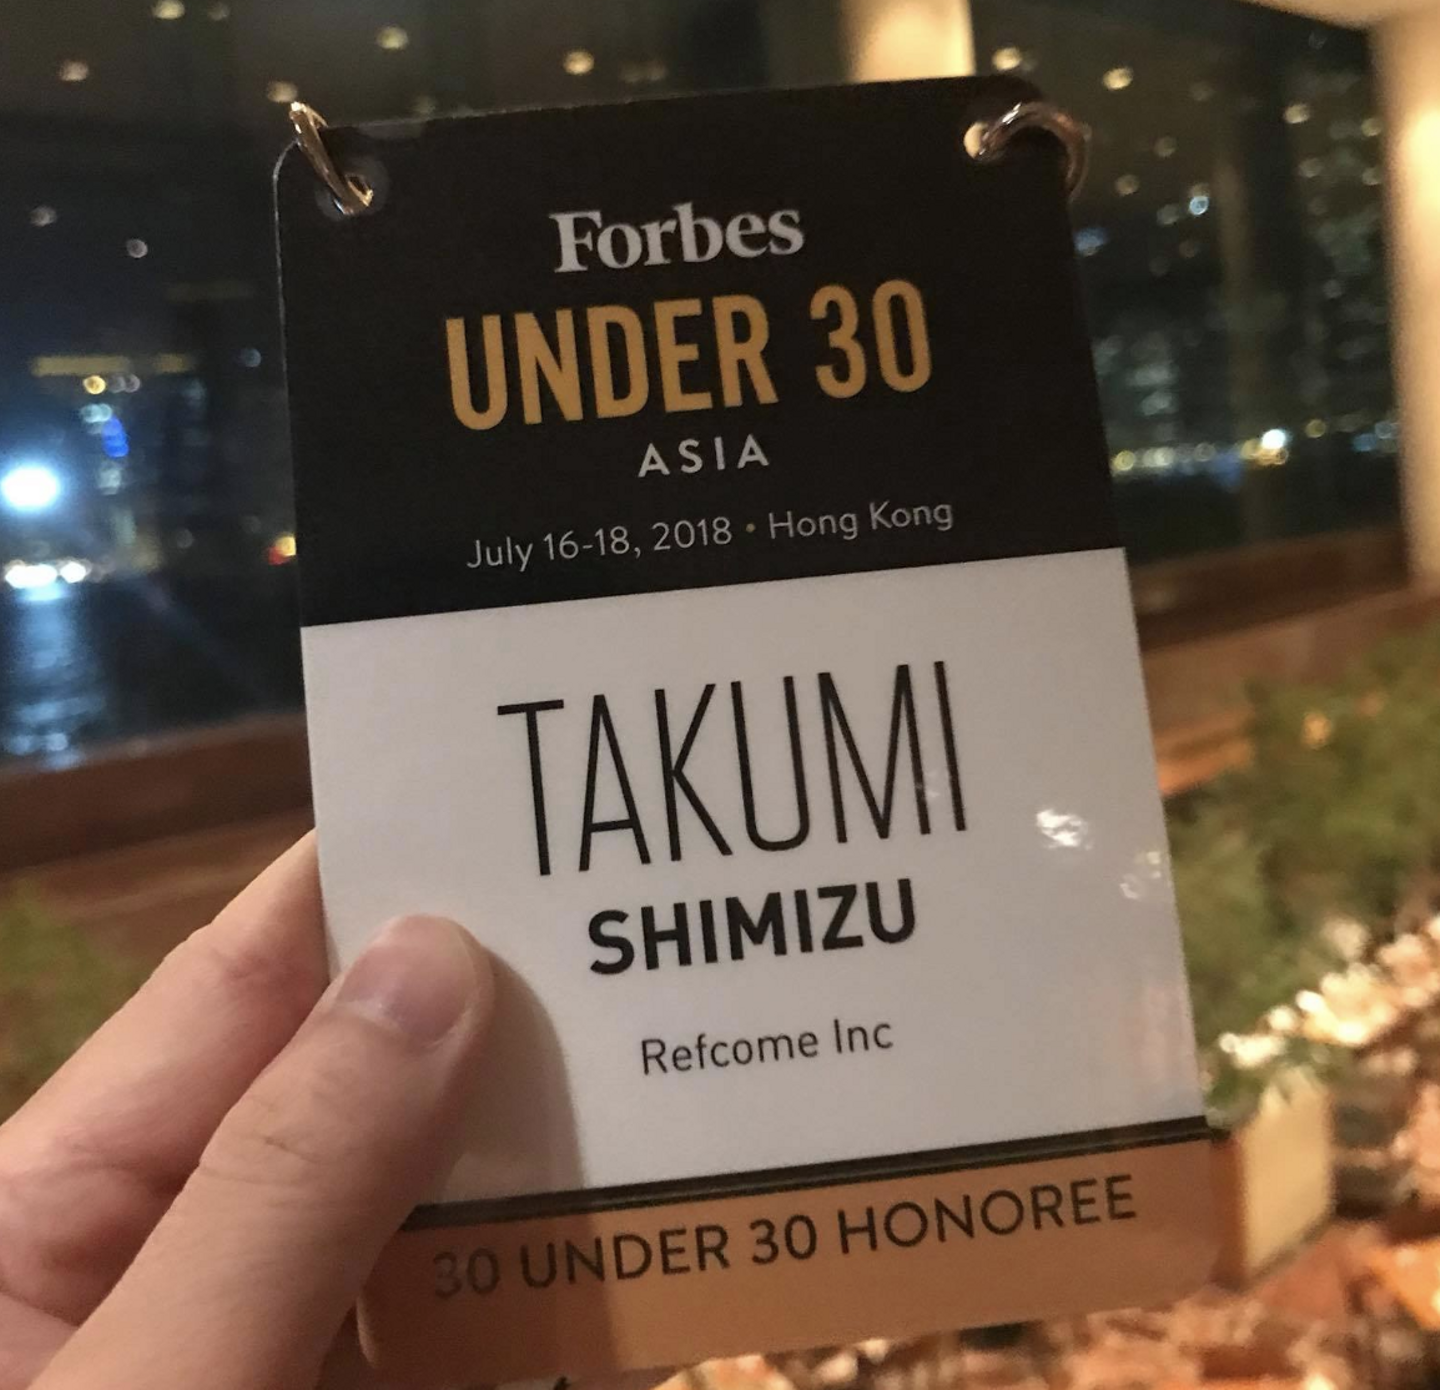 Forbes
UNDER 30
ASIA
July 16-18, 2018 • Hong Kong
TAKUMI
SHIMIZU
Refcome Inc
30 UNDER 30 HONOREE